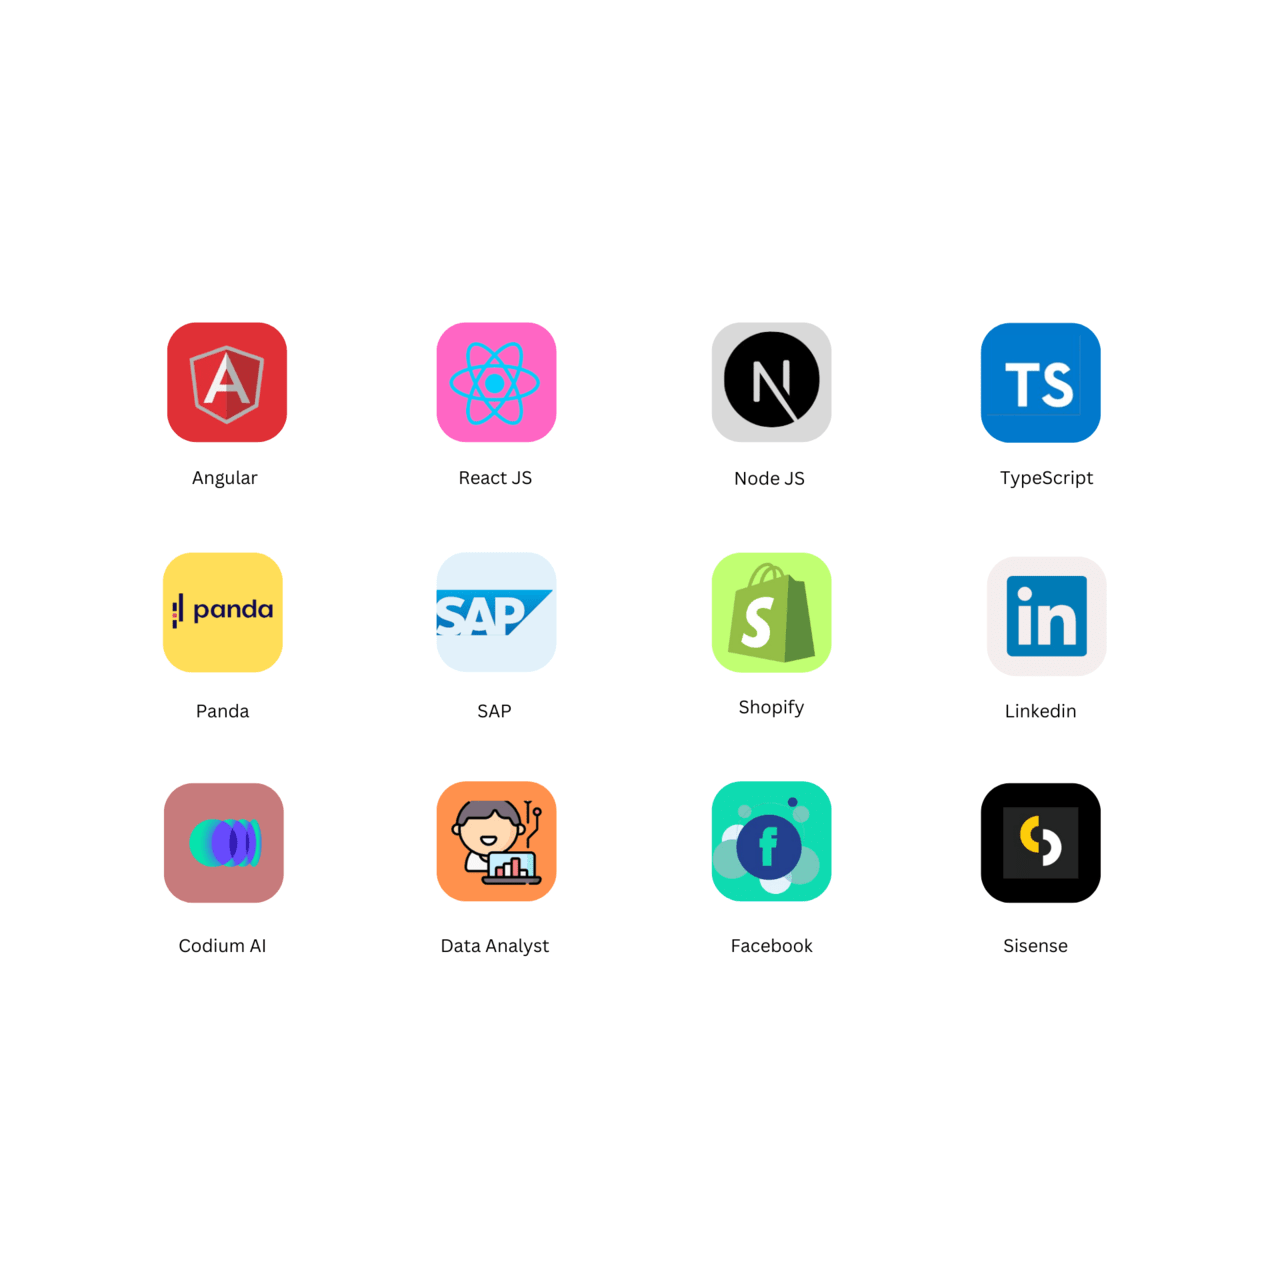 A
N
TS
Angular
React JS
Node JS
TypeScript
panda
SAP
S
in
Panda
SAP
Shopify
Linkedin
f
Codium AI
Data Analyst
Facebook
Sisense